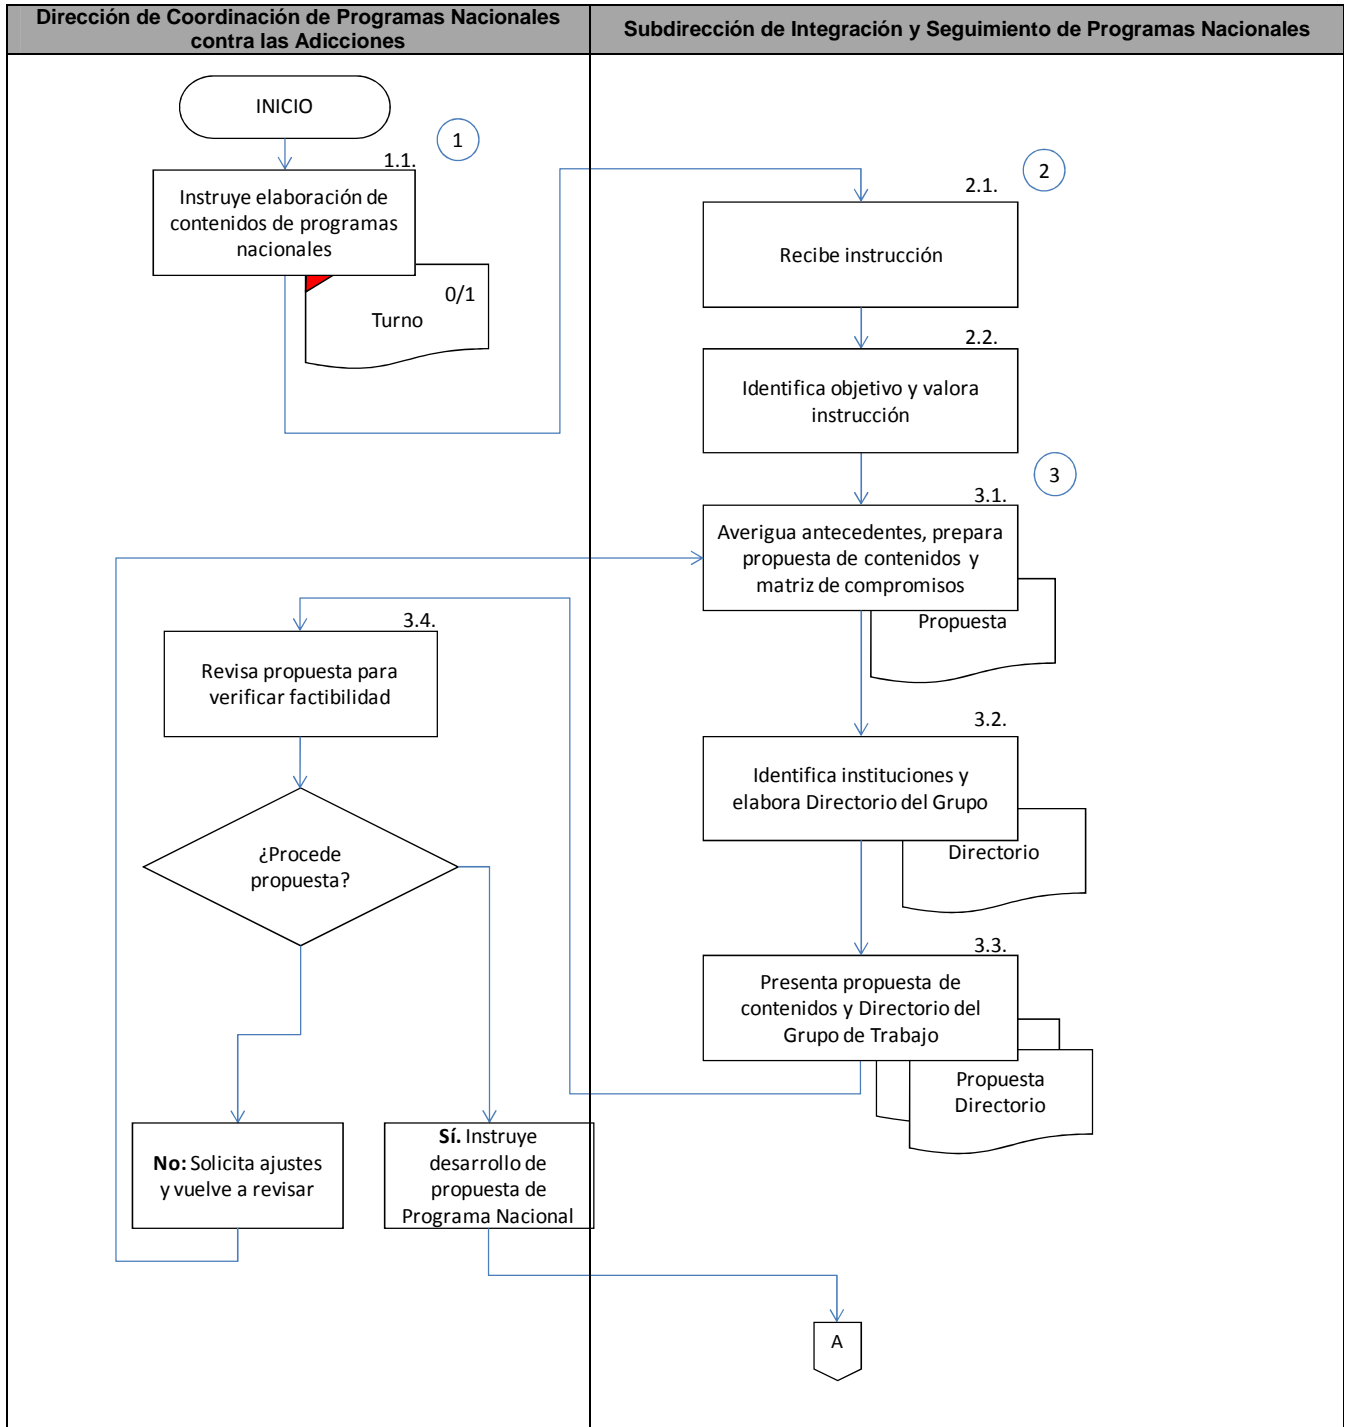 Dirección de Coordinación de Programas Nacionales
contra las Adicciones
Subdirección de Integración y Seguimiento de Programas Nacionales
INICIO
1
1.1.
Instruye elaboración de
contenidos de programas
nacionales
0/1
Turno
2
2.1.
Recibe instrucción
2.2.
Identifica objetivo y valora
instrucción
3
3.1.
Averigua antecedentes, prepara
propuesta de contenidos y
matriz de compromisos
Propuesta
3.2.
Identifica instituciones y
elabora Directorio del Grupo
Directorio
3.3.
Presenta propuesta de
contenidos y Directorio del
Grupo de Trabajo
Propuesta
Directorio
3.4.
Revisa propuesta para
verificar factibilidad
¿Procede
propuesta?
No: Solicita ajustes
y vuelve a revisar
Sí. Instruye
desarrollo de
propuesta de
Programa Nacional
A